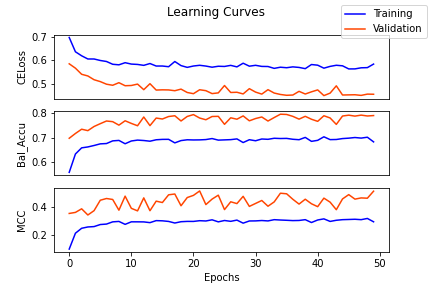 Learning Curves
Training
Validation
0.7
0.6
0.5
CELoss
0.8
0.7
0.6
Bal_Accu
0.4
0.2
MCC
0 10 20 30 40 50
Epochs